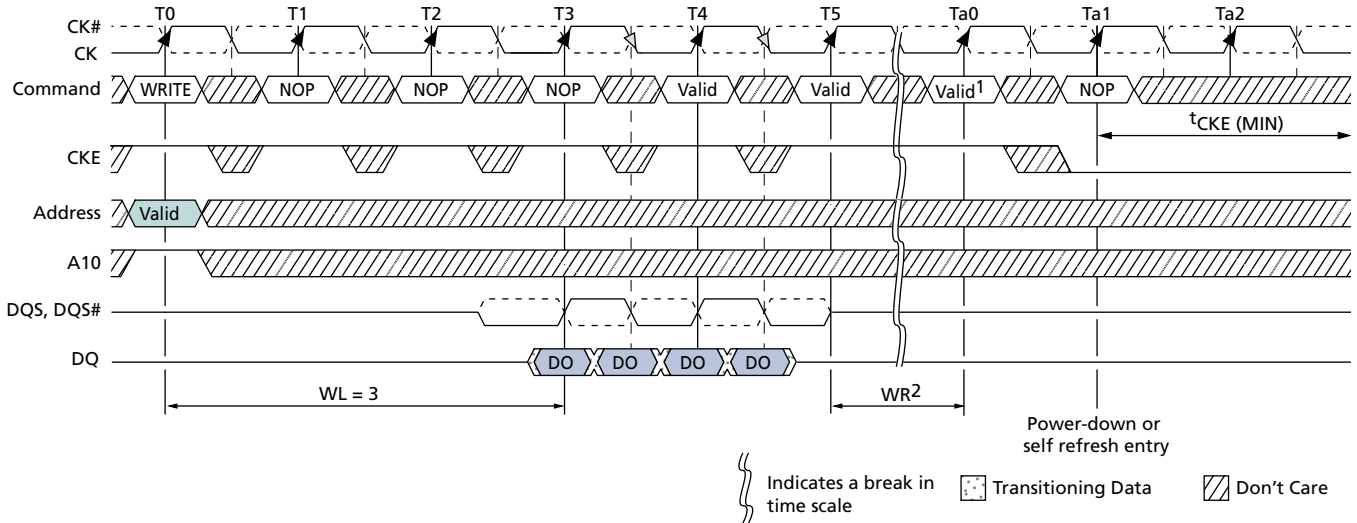 T0 T1 T2 T3 T4 T5 Ta0 Ta1 Ta2
CK#
CK
Command WRITE NOP NOP NOP Valid Valid Valid1 NOP
tCKE (MIN)
CKE
Address Valid
A10
DQS, DQS#
DQ DO DO DO DO
WL = 3 WR2
Power-down or
self refresh entry
Indicates a break in
time scale
Transitioning Data
Don't Care